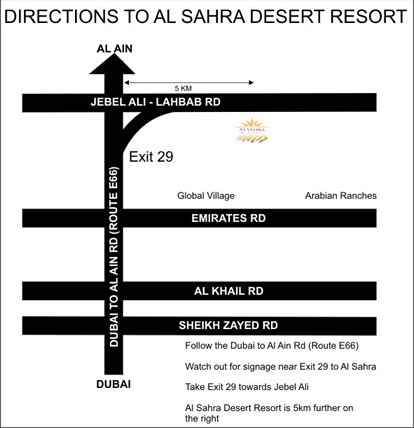 DIRECTIONS TO AL SAHRA DESERT RESORT
AL AIN
5 KM
JEBEL ALI - LAHBAB RD
AL SAHRA
Exit 29
Global Village
Arabian Ranches
EMIRATES RD
DUBAI TO AL AIN RD (ROUTE E66)
AL KHAIL RD
SHEIKH ZAYED RD
Follow the Dubai to Al Ain Rd (Route E66)
Watch out for signage near Exit 29 to Al Sahra
DUBAI
Take Exit 29 towards Jebel Ali
Al Sahra Desert Resort is 5km further on
the right